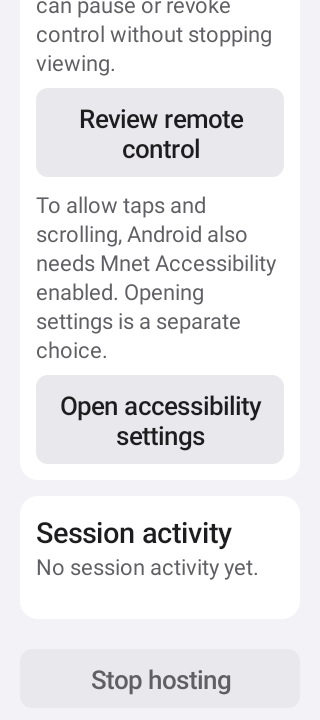 can pause or revoke
control without stopping
viewing.
Review remote
control
To allow taps and
scrolling, Android also
needs Mnet Accessibility
enabled. Opening
settings is a separate
choice.
Open accessibility
settings
Session activity
No session activity yet.
Stop hosting